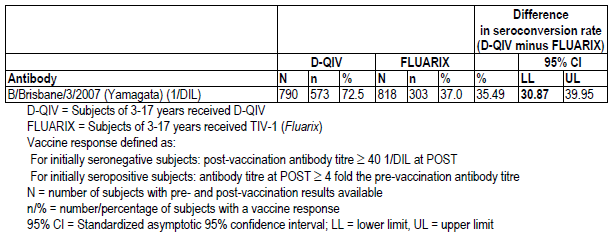 Difference
in seroconversion rate
(D-QIV minus FLUARIX)
D-QIV FLUARIX 95% CI
Antibody N n % N n % % LL UL
B/Brisbane/3/2007 (Yamagata) (1/DIL) 790 573 72.5 818 303 37.0 35.49 30.87 39.95
D-QIV = Subjects of 3-17 years received D-QIV
FLUARIX = Subjects of 3-17 years received TIV-1 (Fluarix)
Vaccine response defined as:
For initially seronegative subjects: post-vaccination antibody titre ≥ 40 1/DIL at POST
For initially seropositive subjects: antibody titre at POST ≥ 4 fold the pre-vaccination antibody titre
N = number of subjects with pre- and post-vaccination results available
n/% = number/percentage of subjects with a vaccine response
95% CI = Standardized asymptotic 95% confidence interval; LL = lower limit, UL = upper limit